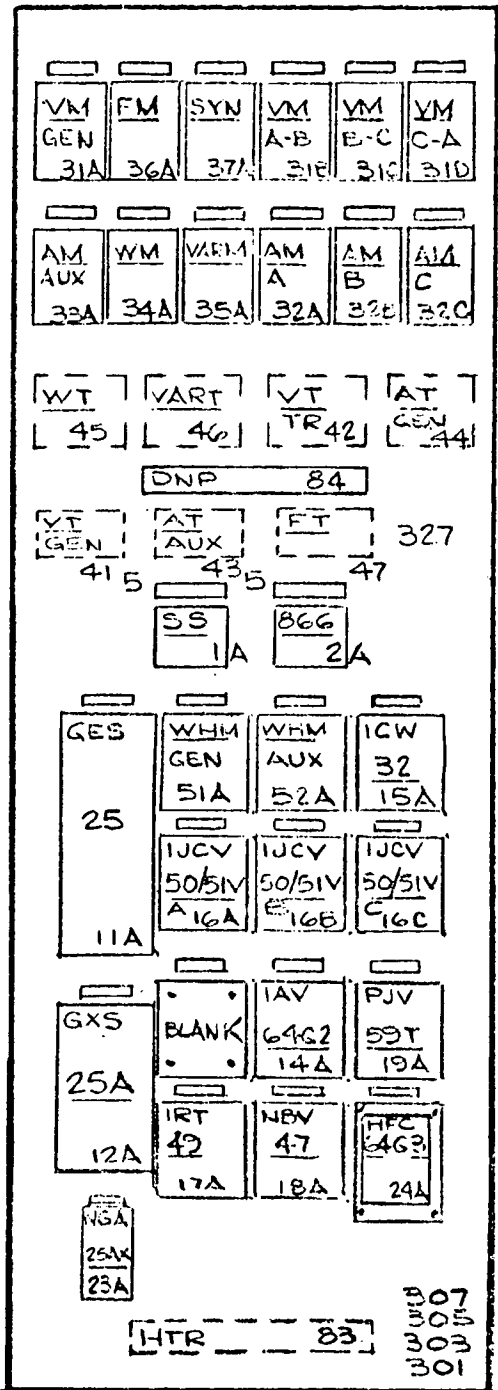 VM FM SYN VM VM VM
GEN A-B B-C C-A
31A 36A 37A 31B 31C 31D
AM WM VARM AM AM AM
AUX A B C
33A 34A 35A 32A 32B 32C
WT VART VT AT
TR GEN
45 46 42 44
DNP 84
VT AT FT 327
GEN AUX
41 43 47
5 5
SS 866
1A 2A
GES WHM WHM ICW
GEN AUX 32
25 51A 52A 15A
IJCV IJCV IJCV
50/51V 50/51V 50/51V
A 16A B 16B C 16C
11A
GXS BLANK IAV PJV
64G2 59T
25A 14A 19A
IRT NBV HFC
49 47 64G3
12A 17A 18A 24A
NGA
25AX
23A
307
305
HTR 83 303
301